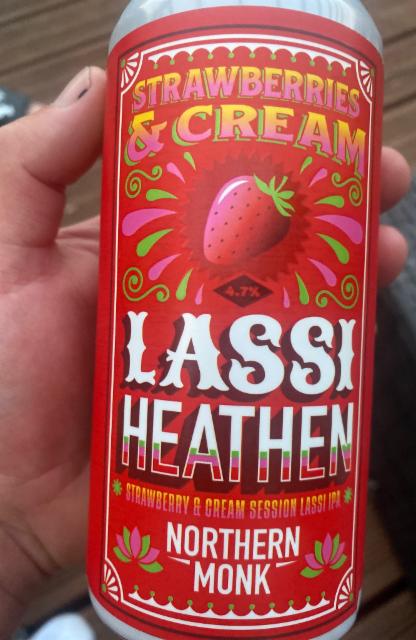 STRAWBERRIES
& CREAM
4.7%
LASSI
HEATHEN
STRAWBERRY & CREAM SESSION LASSI IPA
NORTHERN
MONK